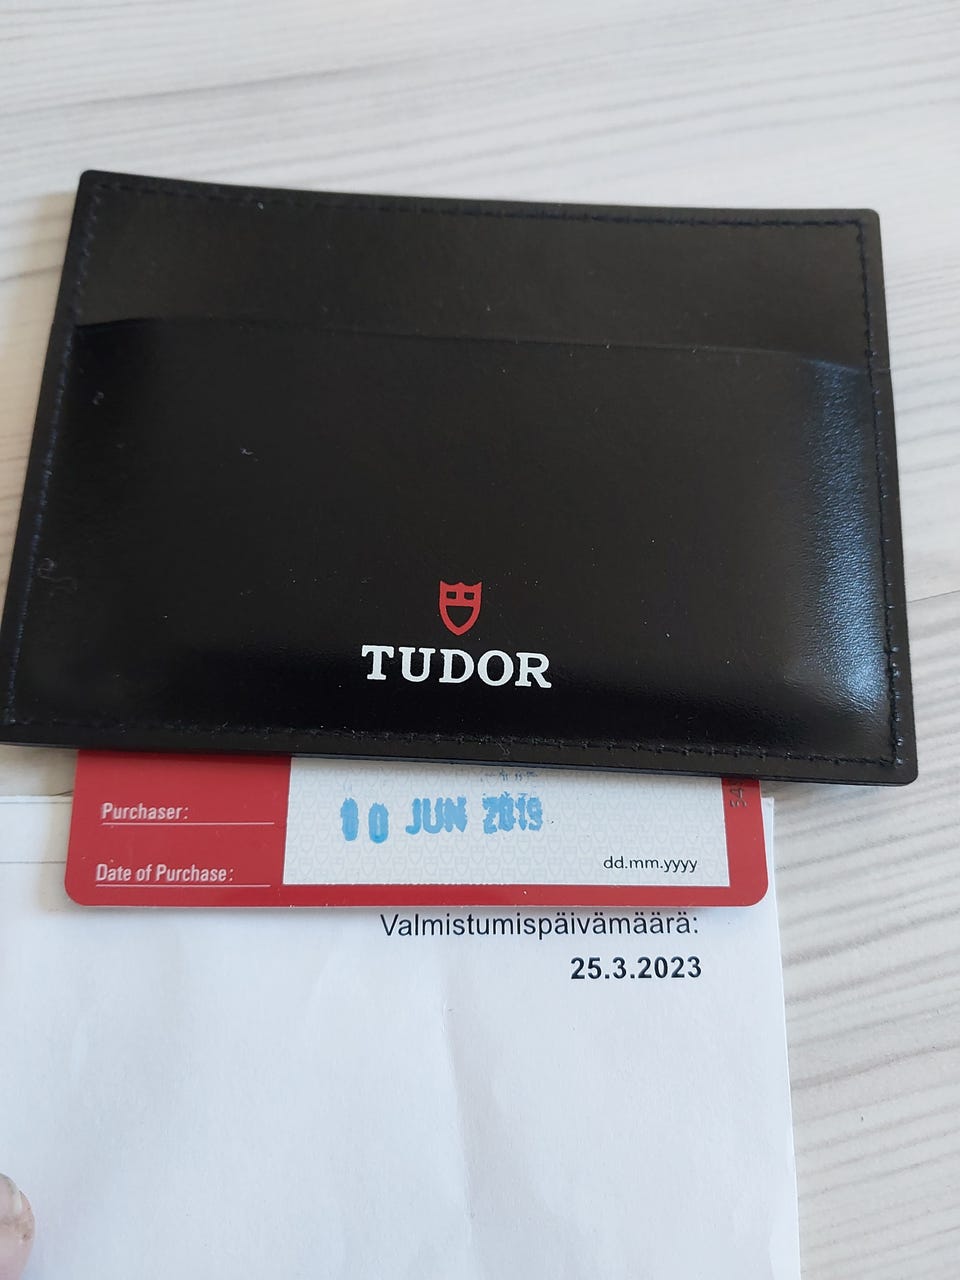 TUDOR
Purchaser:
10 JUN 2019
dd.mm.yyyy
Date of Purchase:
Valmistumispäivämäärä:
25.3.2023